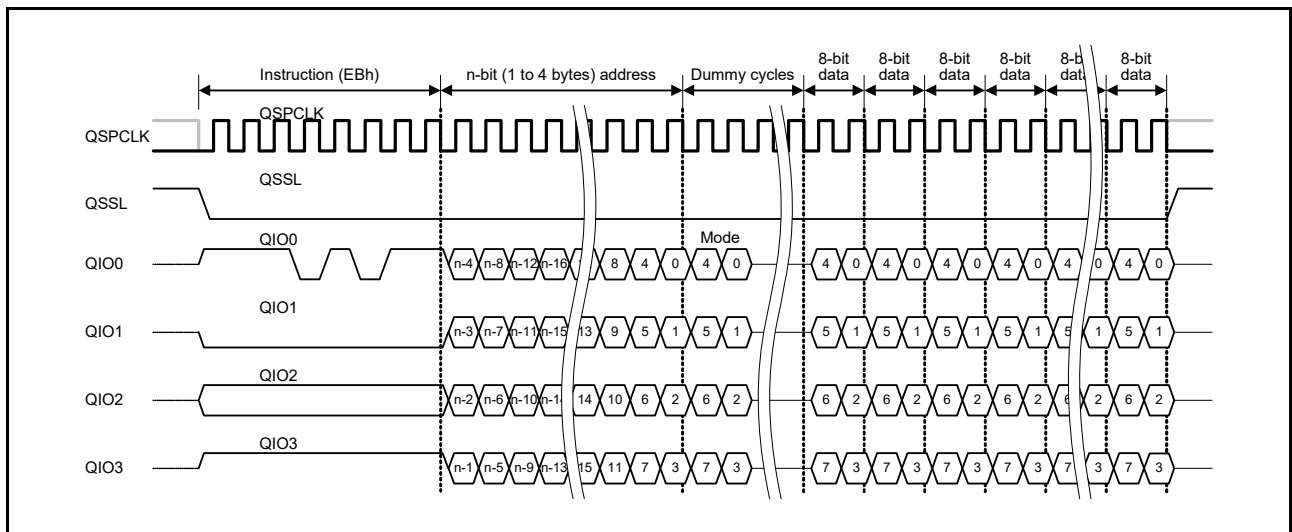 8-bit 8-bit 8-bit 8-bit 8-bit 8-bit
Instruction (EBh) n-bit (1 to 4 bytes) address Dummy cycles data data data data data data
QSPCLK
QSPCLK
QSSL
QSSL
QIO0 Mode
QIO0 n-4 n-8 n-12 n-16 8 4 0 4 0 4 0 4 0 4 0 4 0 4 0 4 0
QIO1
QIO1 n-3 n-7 n-11 n-15 13 9 5 1 5 1 5 1 5 1 5 1 5 1 5 1 5 1
QIO2
QIO2 n-2 n-6 n-10 n-14 14 10 6 2 6 2 6 2 6 2 6 2 6 2 6 2 6 2
QIO3
QIO3 n-1 n-5 n-9 n-13 15 11 7 3 7 3 7 3 7 3 7 3 7 3 7 3 7 3